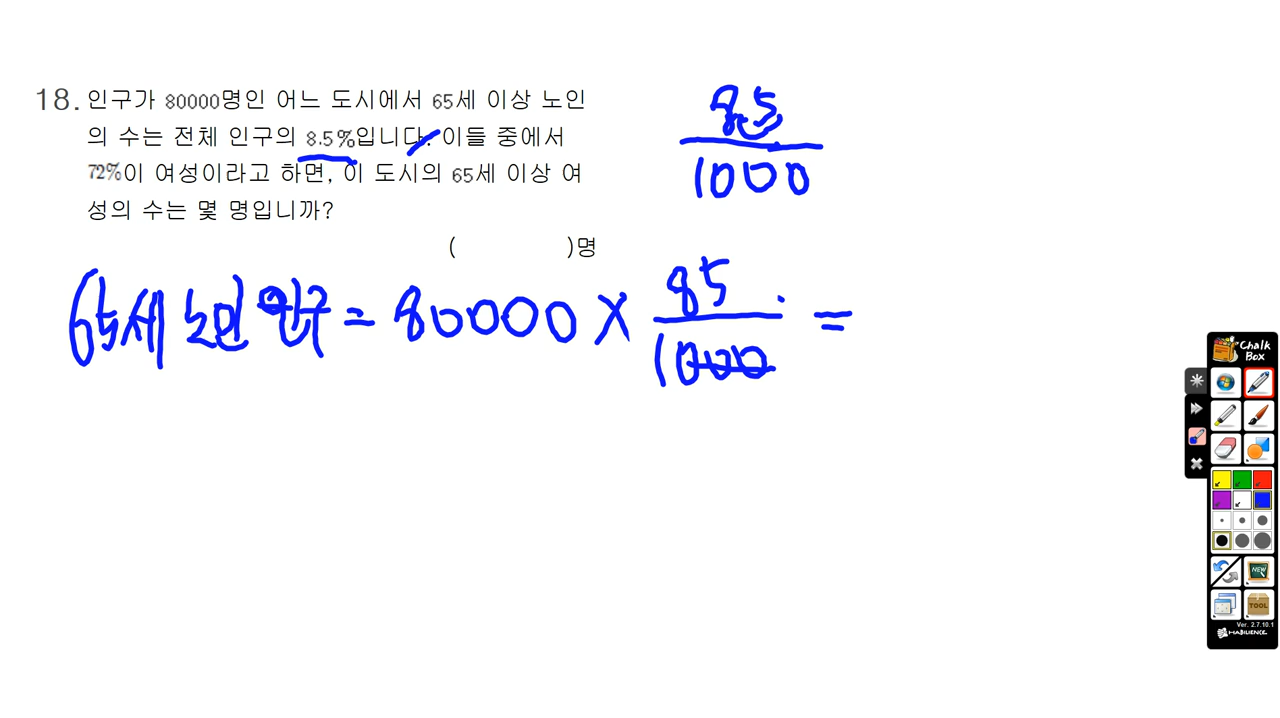 18. 인구가 80000명인 어느 도시에서 65세 이상 노인
의 수는 전체 인구의 8.5%입니다. 이들 중에서
72%이 여성이라고 하면, 이 도시의 65세 이상 여
성의 수는 몇 명입니까?
( )명
85
1000
65세 노인 인구 = 80000 × 85 =
1000
Chalk
Box
NEW
TOOL
Ver. 2.7.10.1
HABILIENCE